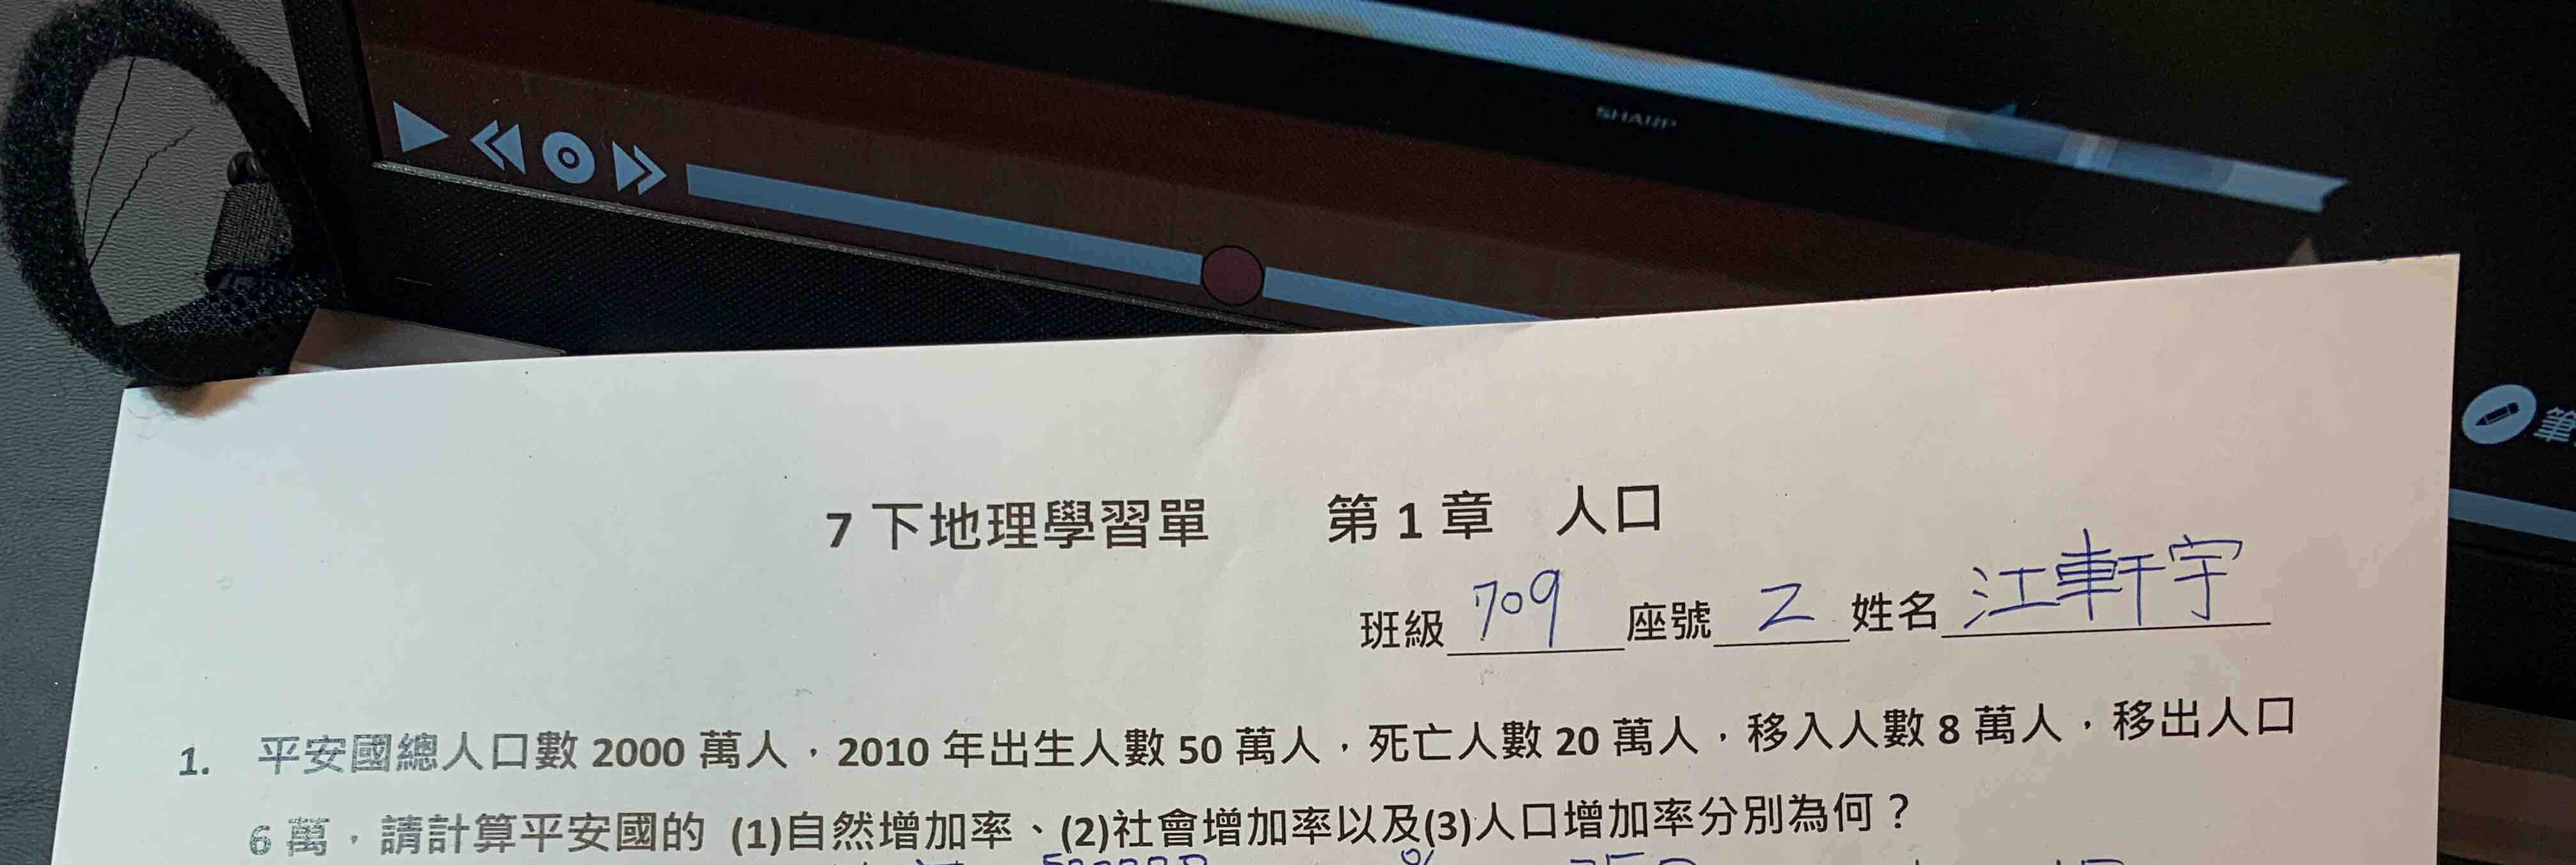 SHARP
筆
7 下地理學習單　　第 1 章　人口
班級 709 座號 2 姓名 江軒宇
1. 平安國總人口數 2000 萬人，2010 年出生人數 50 萬人，死亡人數 20 萬人，移入人數 8 萬人，移出人口
6 萬，請計算平安國的 (1)自然增加率、(2)社會增加率以及(3)人口增加率分別為何？